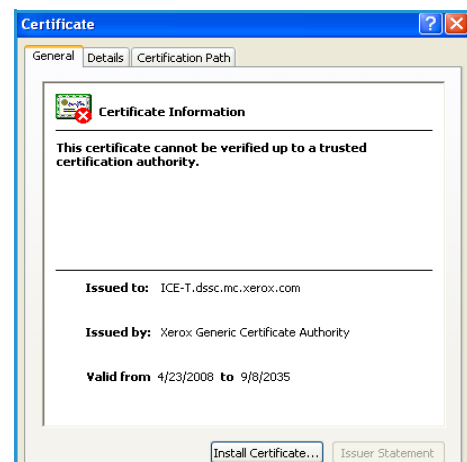 Certificate
General Details Certification Path
Certificate Information
This certificate cannot be verified up to a trusted
certification authority.
Issued to: ICE-T.dssc.mc.xerox.com
Issued by: Xerox Generic Certificate Authority
Valid from 4/23/2008 to 9/8/2035
Install Certificate... Issuer Statement